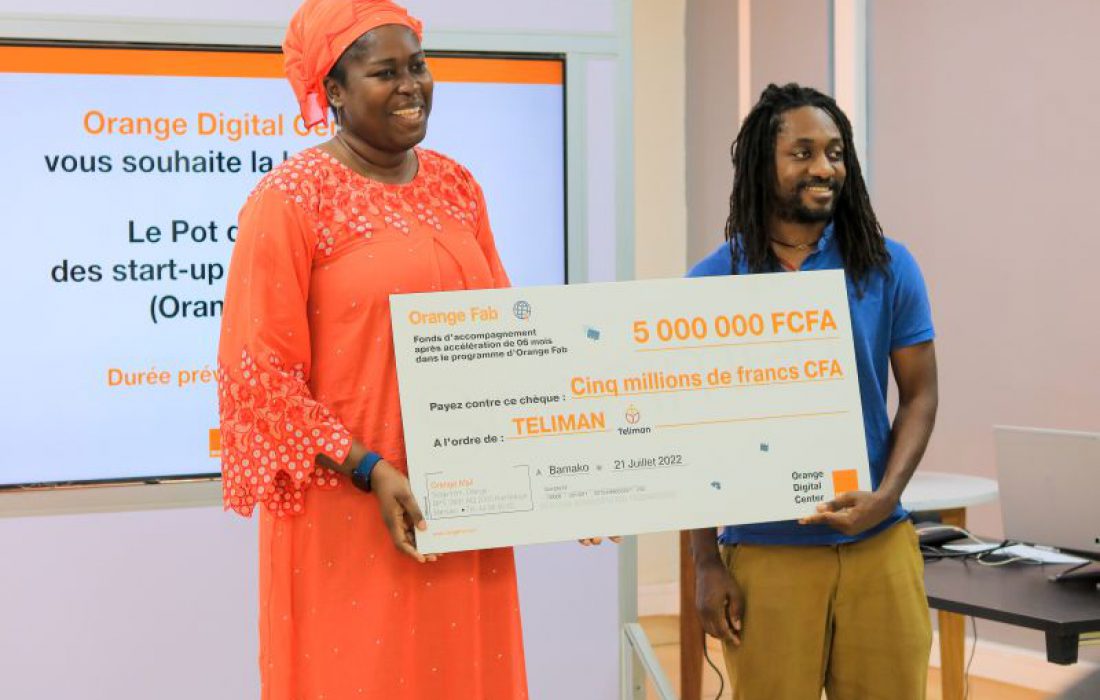 Orange Digital Cen
vous souhaite la
Le Pot d
des start-up
(Oran
Durée prév
Orange Fab
Fonds d'accompagnement
après accélération de 06 mois
dans le programme d'Orange Fab
5 000 000 FCFA
Payez contre ce chèque : Cinq millions de francs CFA
A l'ordre de : TELIMAN
Teliman
Orange Mali
A Bamako le 21 Juillet 2022
Orange
Digital
Center